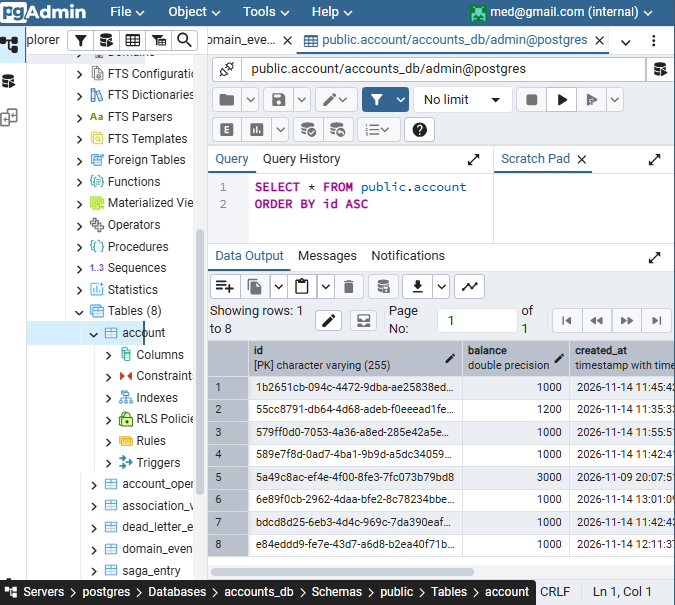 pgAdmin File Object Tools Help med@gmail.com (internal)
plorer
omain_eve... public.account/accounts_db/admin@postgres
public.account/accounts_db/admin@postgres
No limit
E
Query Query History Scratch Pad
1 SELECT * FROM public.account
2 ORDER BY id ASC
Data Output Messages Notifications
Showing rows: 1 to 8 Page No: 1 of 1
id [PK] character varying (255) balance double precision created_at timestamp with time
1 1b2651cb-094c-4472-9dba-ae25838ed... 1000 2026-11-14 11:45:4
2 55cc8791-db64-4d68-adeb-f0eeead1fe... 1200 2026-11-14 11:35:3
3 579ff0d0-7053-4a36-a8ed-285e42a5e... 1000 2026-11-14 11:55:5
4 589e7f8d-0ad7-4ba1-9b9d-a5dc34059... 1000 2026-11-14 11:42:4
5 5a49c8ac-ef4e-4f00-8fe3-7fc073b79bd8 3000 2026-11-09 20:07:5
6 6e89f0cb-2962-4daa-bfe2-8c78234bbe... 1000 2026-11-14 13:01:0
7 bdcd8d25-6eb3-4d4c-969c-7da390eaf... 1000 2026-11-14 11:42:4
8 e84eddd9-fe7e-43d7-a6d8-b2ea40f71b... 1000 2026-11-14 12:11:3
FTS Configuratio
FTS Dictionaries
Aa FTS Parsers
FTS Templates
Foreign Tables
Functions
Materialized Vie
Operators
Procedures
1..3 Sequences
Statistics
Tables (8)
account
Columns
Constraint
Indexes
RLS Policie
Rules
Triggers
account_oper
association_v
dead_letter_e
domain_even
saga_entry
Servers > postgres > Databases > accounts_db > Schemas > public > Tables > account CRLF Ln 1, Col 1